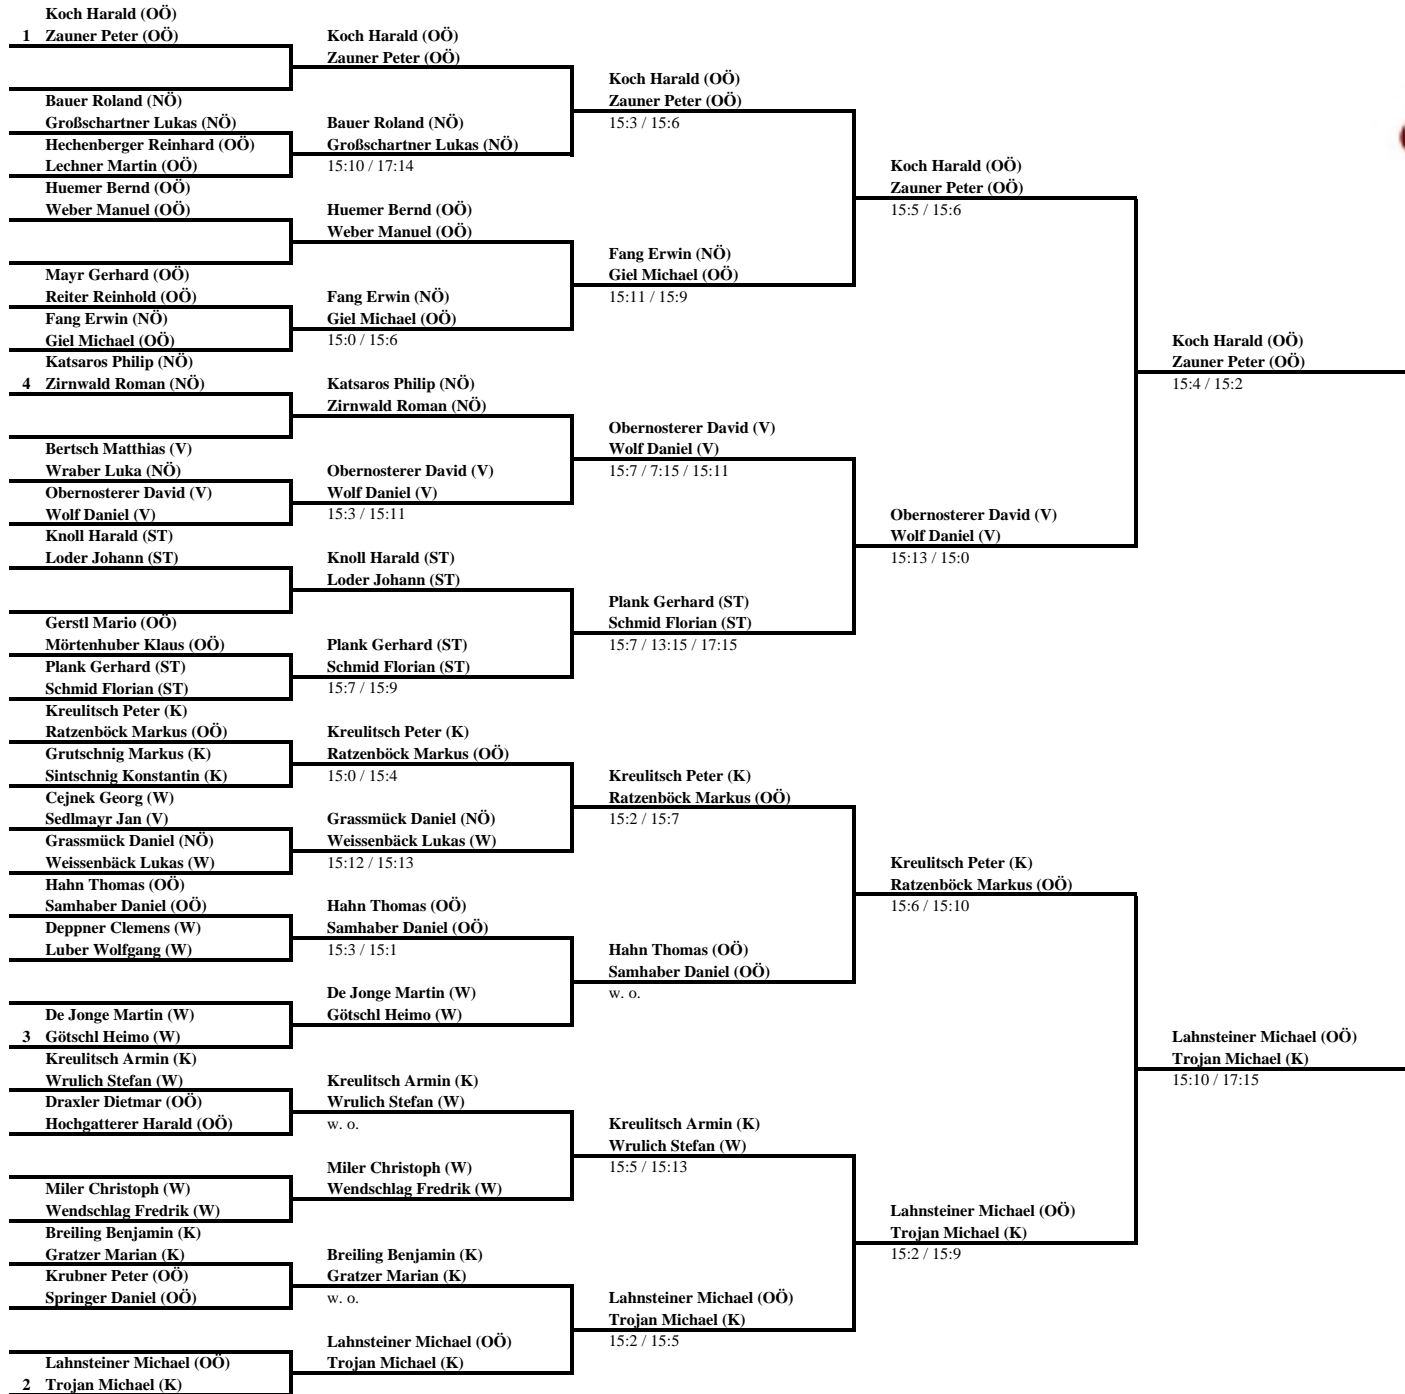 Koch Harald (OÖ)
1 Zauner Peter (OÖ)
Bauer Roland (NÖ)
Großschartner Lukas (NÖ)
Hechenberger Reinhard (OÖ)
Lechner Martin (OÖ)
Huemer Bernd (OÖ)
Weber Manuel (OÖ)
Mayr Gerhard (OÖ)
Reiter Reinhold (OÖ)
Fang Erwin (NÖ)
Giel Michael (OÖ)
Katsaros Philip (NÖ)
4 Zirnwald Roman (NÖ)
Bertsch Matthias (V)
Wraber Luka (NÖ)
Obernosterer David (V)
Wolf Daniel (V)
Knoll Harald (ST)
Loder Johann (ST)
Gerstl Mario (OÖ)
Mörtenhuber Klaus (OÖ)
Plank Gerhard (ST)
Schmid Florian (ST)
Kreulitsch Peter (K)
Ratzenböck Markus (OÖ)
Grutschnig Markus (K)
Sintschnig Konstantin (K)
Cejnek Georg (W)
Sedlmayr Jan (V)
Grassmück Daniel (NÖ)
Weissenbäck Lukas (W)
Hahn Thomas (OÖ)
Samhaber Daniel (OÖ)
Deppner Clemens (W)
Luber Wolfgang (W)
De Jonge Martin (W)
3 Götschl Heimo (W)
Kreulitsch Armin (K)
Wrulich Stefan (W)
Draxler Dietmar (OÖ)
Hochgatterer Harald (OÖ)
Miler Christoph (W)
Wendschlag Fredrik (W)
Breiling Benjamin (K)
Gratzer Marian (K)
Krubner Peter (OÖ)
Springer Daniel (OÖ)
Lahnsteiner Michael (OÖ)
2 Trojan Michael (K)
Koch Harald (OÖ)
Zauner Peter (OÖ)
Bauer Roland (NÖ)
Großschartner Lukas (NÖ)
15:10 / 17:14
Huemer Bernd (OÖ)
Weber Manuel (OÖ)
Fang Erwin (NÖ)
Giel Michael (OÖ)
15:0 / 15:6
Katsaros Philip (NÖ)
Zirnwald Roman (NÖ)
Obernosterer David (V)
Wolf Daniel (V)
15:3 / 15:11
Knoll Harald (ST)
Loder Johann (ST)
Plank Gerhard (ST)
Schmid Florian (ST)
15:7 / 15:9
Kreulitsch Peter (K)
Ratzenböck Markus (OÖ)
15:0 / 15:4
Grassmück Daniel (NÖ)
Weissenbäck Lukas (W)
15:12 / 15:13
Hahn Thomas (OÖ)
Samhaber Daniel (OÖ)
15:3 / 15:1
De Jonge Martin (W)
Götschl Heimo (W)
Kreulitsch Armin (K)
Wrulich Stefan (W)
w. o.
Miler Christoph (W)
Wendschlag Fredrik (W)
Breiling Benjamin (K)
Gratzer Marian (K)
w. o.
Lahnsteiner Michael (OÖ)
Trojan Michael (K)
Koch Harald (OÖ)
Zauner Peter (OÖ)
15:3 / 15:6
Fang Erwin (NÖ)
Giel Michael (OÖ)
15:11 / 15:9
Obernosterer David (V)
Wolf Daniel (V)
15:7 / 7:15 / 15:11
Plank Gerhard (ST)
Schmid Florian (ST)
15:7 / 13:15 / 17:15
Kreulitsch Peter (K)
Ratzenböck Markus (OÖ)
15:2 / 15:7
Hahn Thomas (OÖ)
Samhaber Daniel (OÖ)
w. o.
Kreulitsch Armin (K)
Wrulich Stefan (W)
15:5 / 15:13
Lahnsteiner Michael (OÖ)
Trojan Michael (K)
15:2 / 15:5
Koch Harald (OÖ)
Zauner Peter (OÖ)
15:5 / 15:6
Obernosterer David (V)
Wolf Daniel (V)
15:13 / 15:0
Kreulitsch Peter (K)
Ratzenböck Markus (OÖ)
15:6 / 15:10
Lahnsteiner Michael (OÖ)
Trojan Michael (K)
15:2 / 15:9
Koch Harald (OÖ)
Zauner Peter (OÖ)
15:4 / 15:2
Lahnsteiner Michael (OÖ)
Trojan Michael (K)
15:10 / 17:15